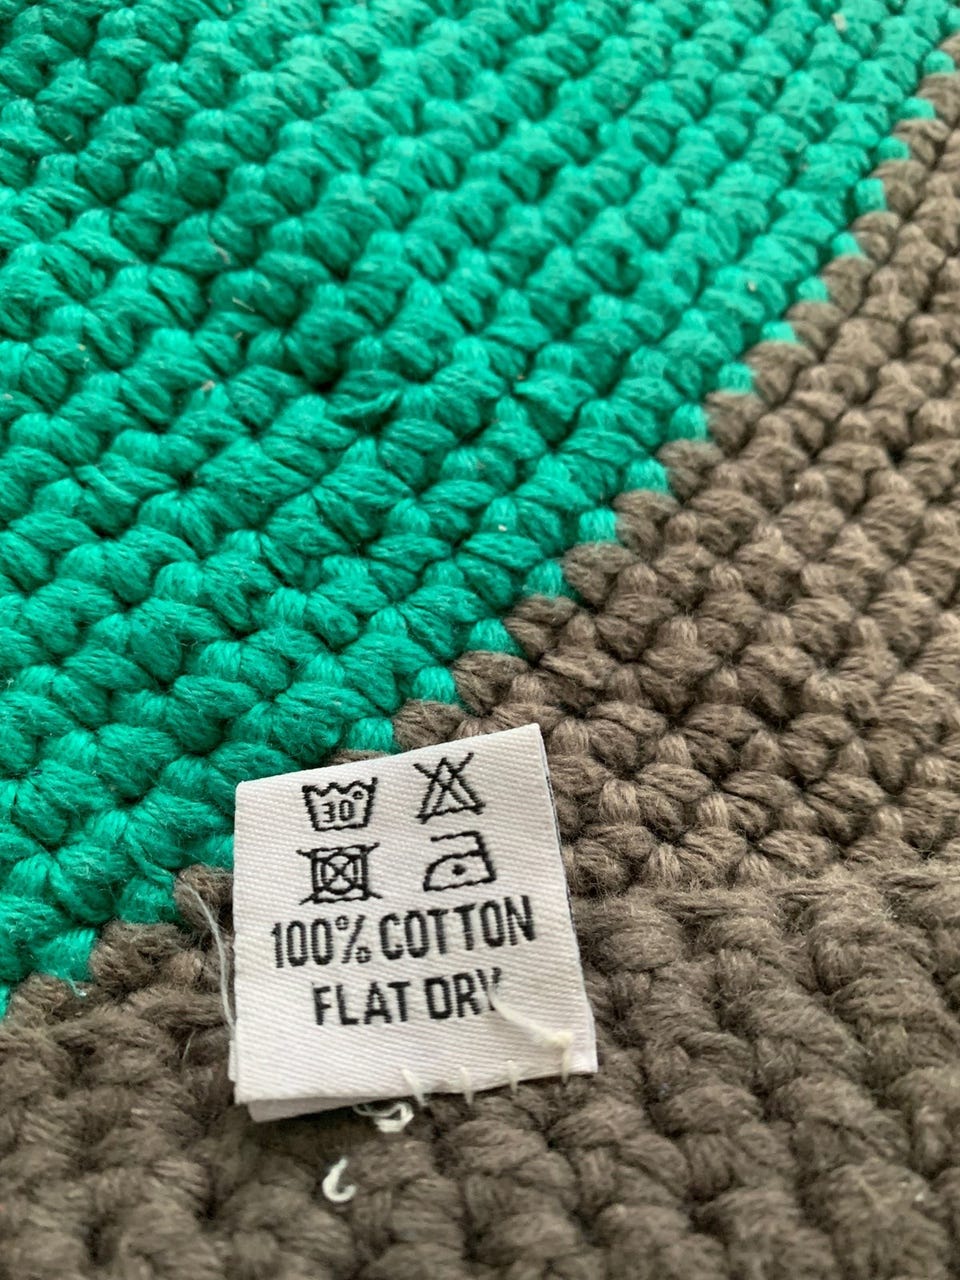 30°
100% COTTON
FLAT DRY